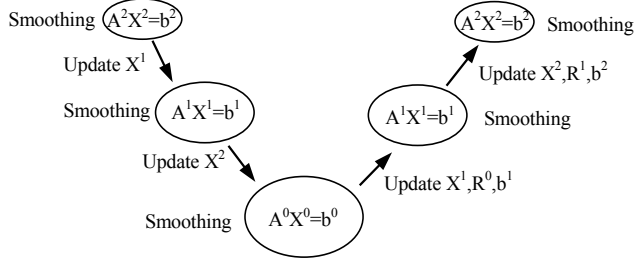 Smoothing A²X²=b² A²X²=b² Smoothing
Update X¹ Update X²,R¹,b²
Smoothing A¹X¹=b¹ A¹X¹=b¹ Smoothing
Update X² Update X¹,R⁰,b¹
Smoothing A⁰X⁰=b⁰